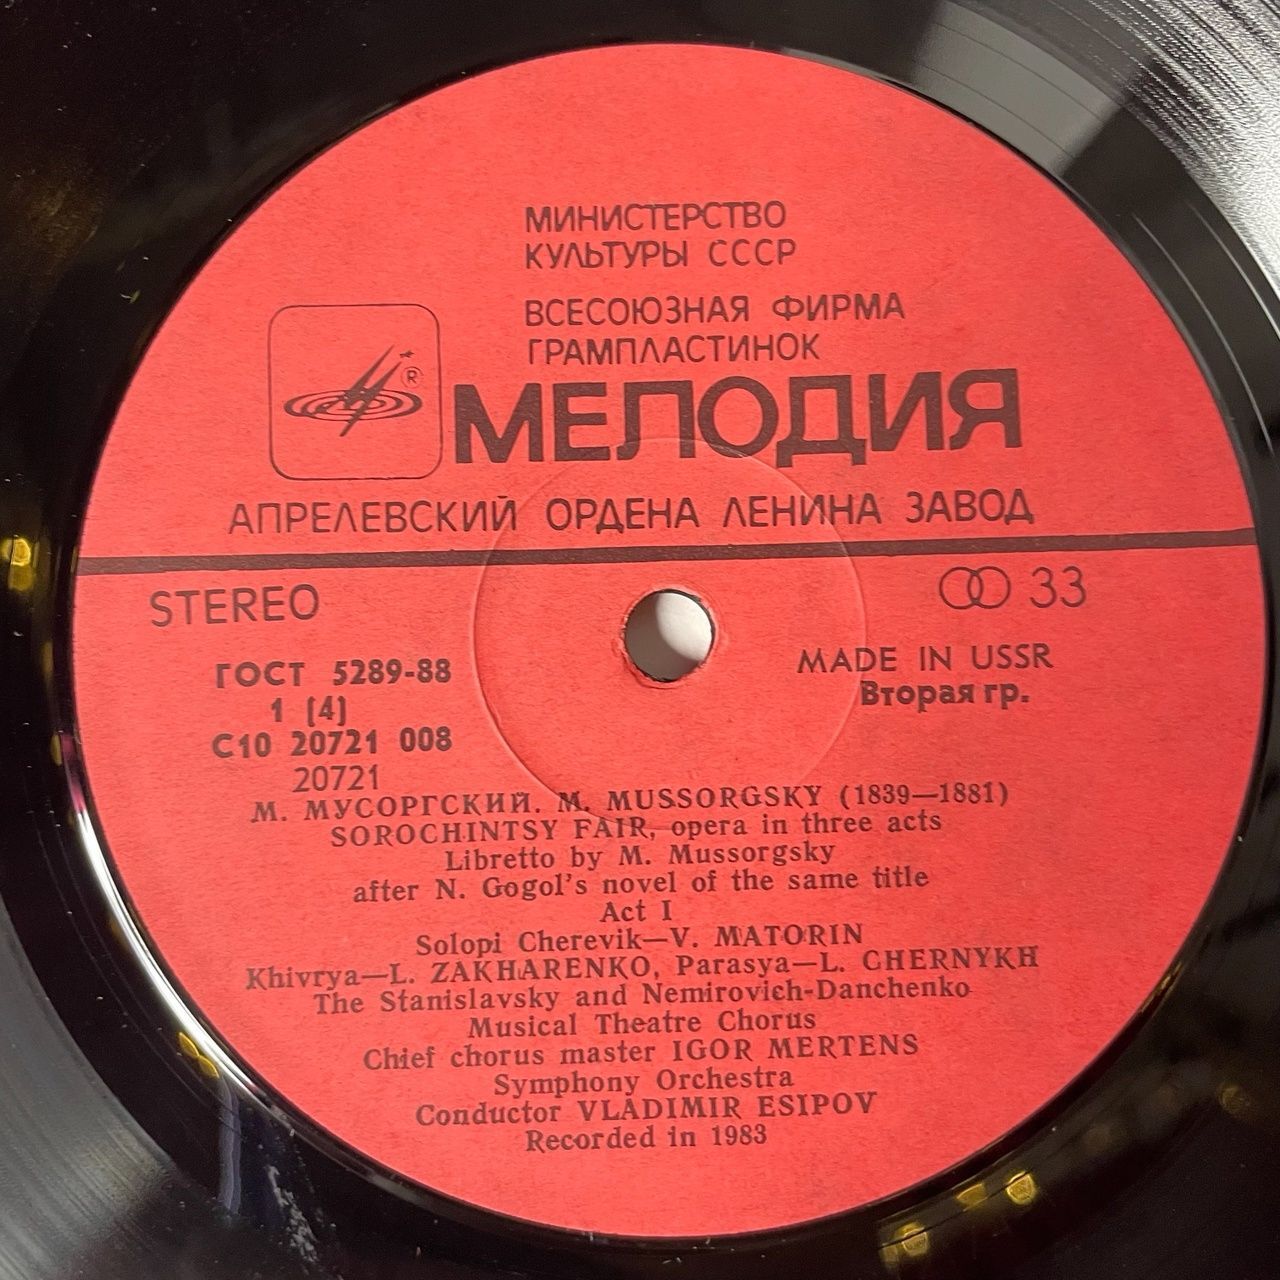 МИНИСТЕРСТВО
КУЛЬТУРЫ СССР
ВСЕСОЮЗНАЯ ФИРМА
ГРАМПЛАСТИНОК
®
МЕЛОДИЯ
АПРЕЛЕВСКИЙ ОРДЕНА ЛЕНИНА ЗАВОД
STEREO
33
ГОСТ 5289-88
MADE IN USSR
1 [4]
Вторая гр.
С10 20721 008
20721
М. МУСОРГСКИЙ. M. MUSSORGSKY (1839—1881)
SOROCHINTSY FAIR, opera in three acts
Libretto by M. Mussorgsky
after N. Gogol's novel of the same title
Act I
Solopi Cherevik—V. MATORIN
Khivrya—L. ZAKHARENKO, Parasya—L. CHERNYKH
The Stanislavsky and Nemirovich-Danchenko
Musical Theatre Chorus
Chief chorus master IGOR MERTENS
Symphony Orchestra
Conductor VLADIMIR ESIPOV
Recorded in 1983